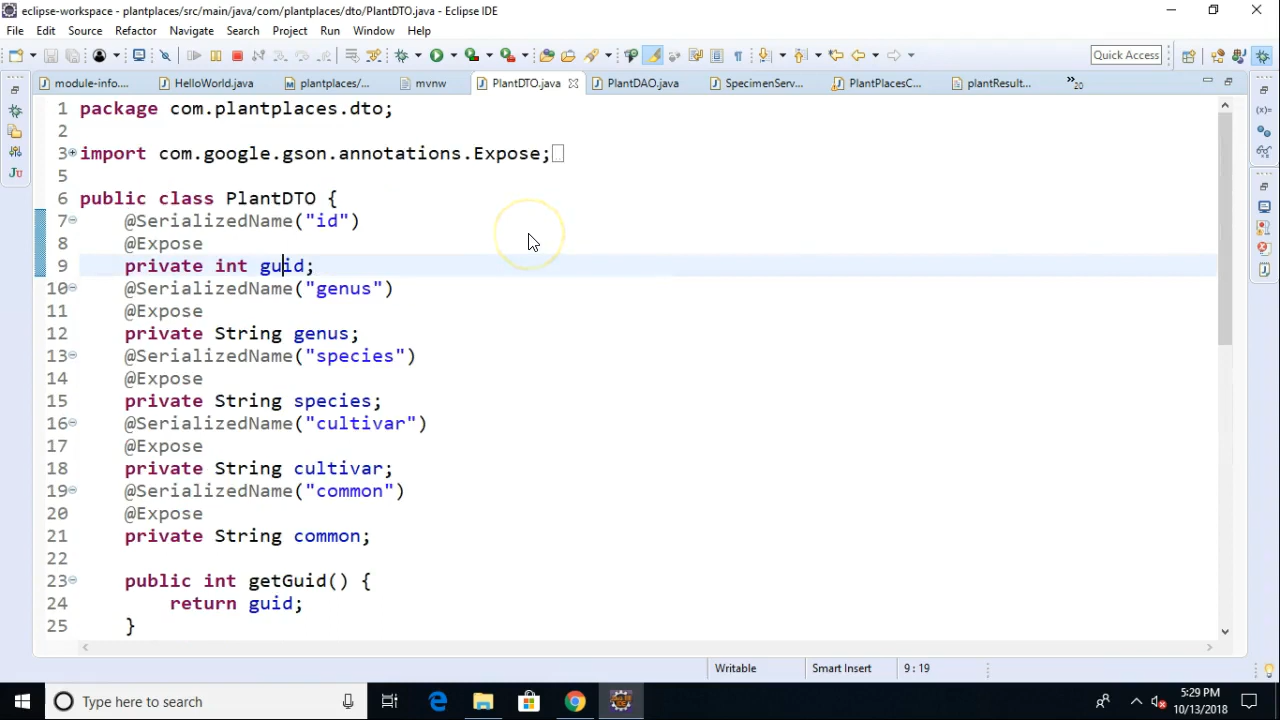 eclipse-workspace - plantplaces/src/main/java/com/plantplaces/dto/PlantDTO.java - Eclipse IDE
File Edit Source Refactor Navigate Search Project Run Window Help
Quick Access
module-info.... HelloWorld.java plantplaces/... mvnw PlantDTO.java PlantDAO.java SpecimenServ... PlantPlacesC... plantResult... »20
1 package com.plantplaces.dto;
2
3 import com.google.gson.annotations.Expose;
5
6 public class PlantDTO {
7 @SerializedName("id")
8 @Expose
9 private int guid;
10 @SerializedName("genus")
11 @Expose
12 private String genus;
13 @SerializedName("species")
14 @Expose
15 private String species;
16 @SerializedName("cultivar")
17 @Expose
18 private String cultivar;
19 @SerializedName("common")
20 @Expose
21 private String common;
22
23 public int getGuid() {
24 return guid;
25 }
Writable Smart Insert 9 : 19
Type here to search
5:29 PM
10/13/2018